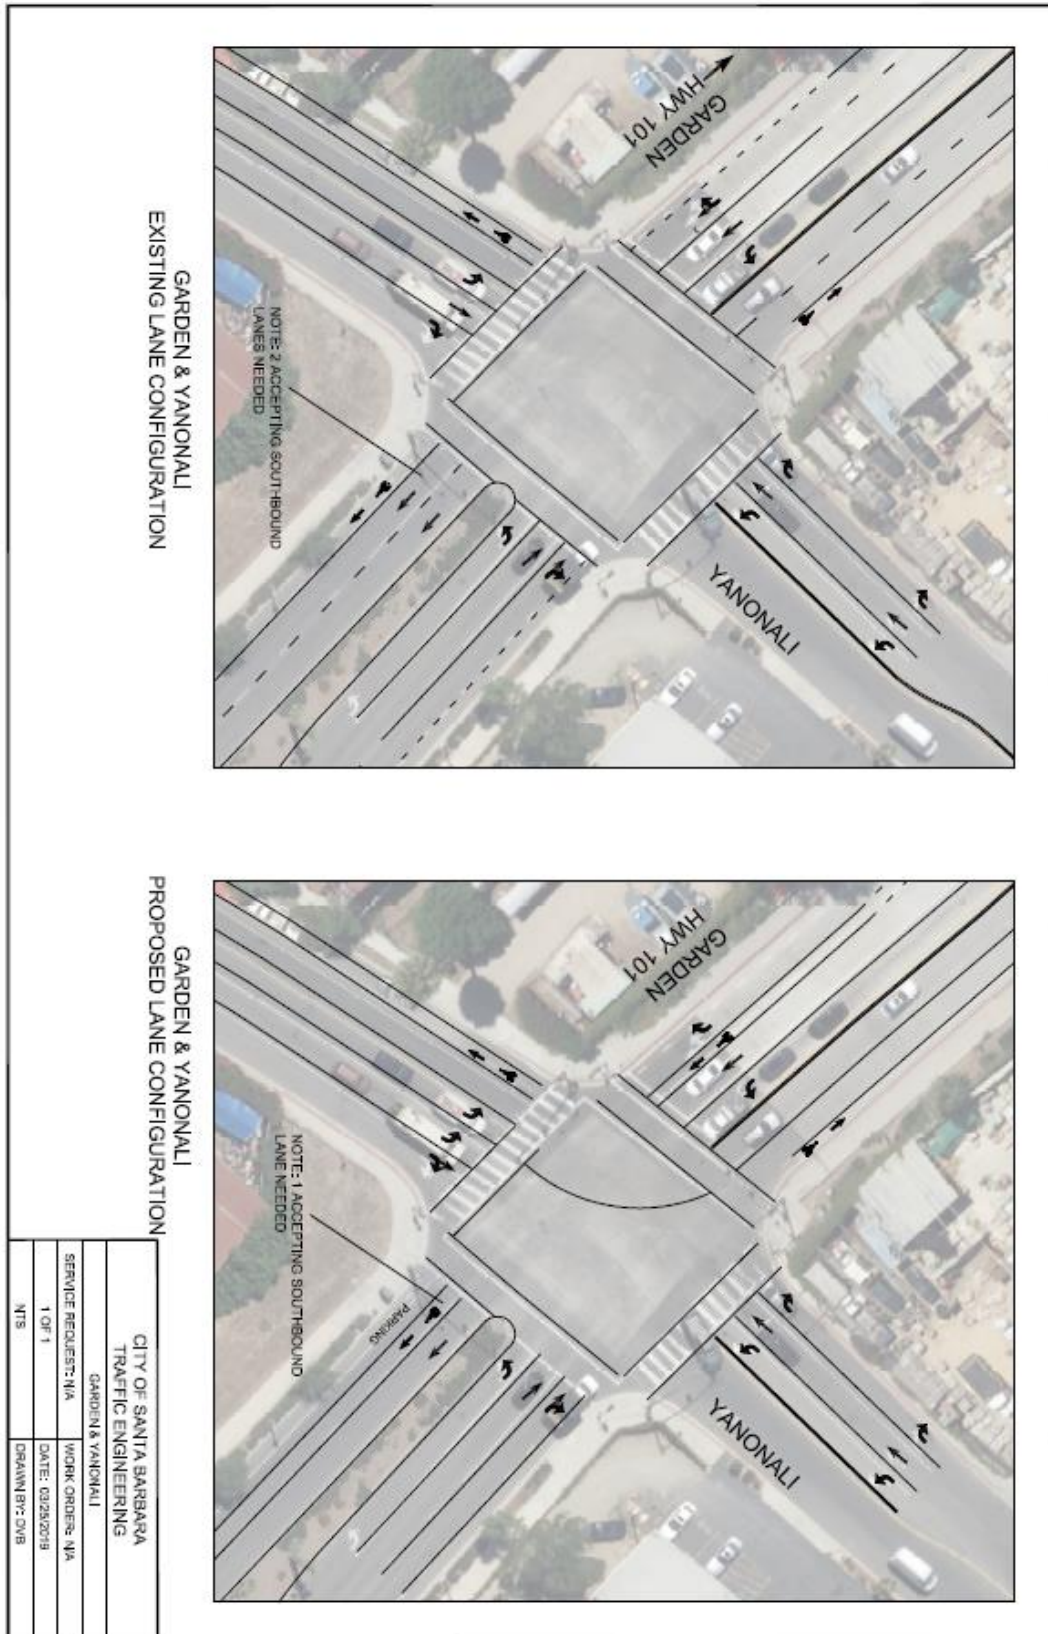 GARDEN
HWY 101
YANONALI
NOTE: 2 ACCEPTING SOUTHBOUND
LANES NEEDED
GARDEN & YANONALI
EXISTING LANE CONFIGURATION
GARDEN
HWY 101
YANONALI
PARKING
NOTE: 1 ACCEPTING SOUTHBOUND
LANE NEEDED
GARDEN & YANONALI
PROPOSED LANE CONFIGURATION
CITY OF SANTA BARBARA
TRAFFIC ENGINEERING
GARDEN & YANONALI
SERVICE REQUEST: N/A
WORK ORDER: N/A
1 OF 1
DATE: 03/25/2019
NTS
DRAWN BY: DVB